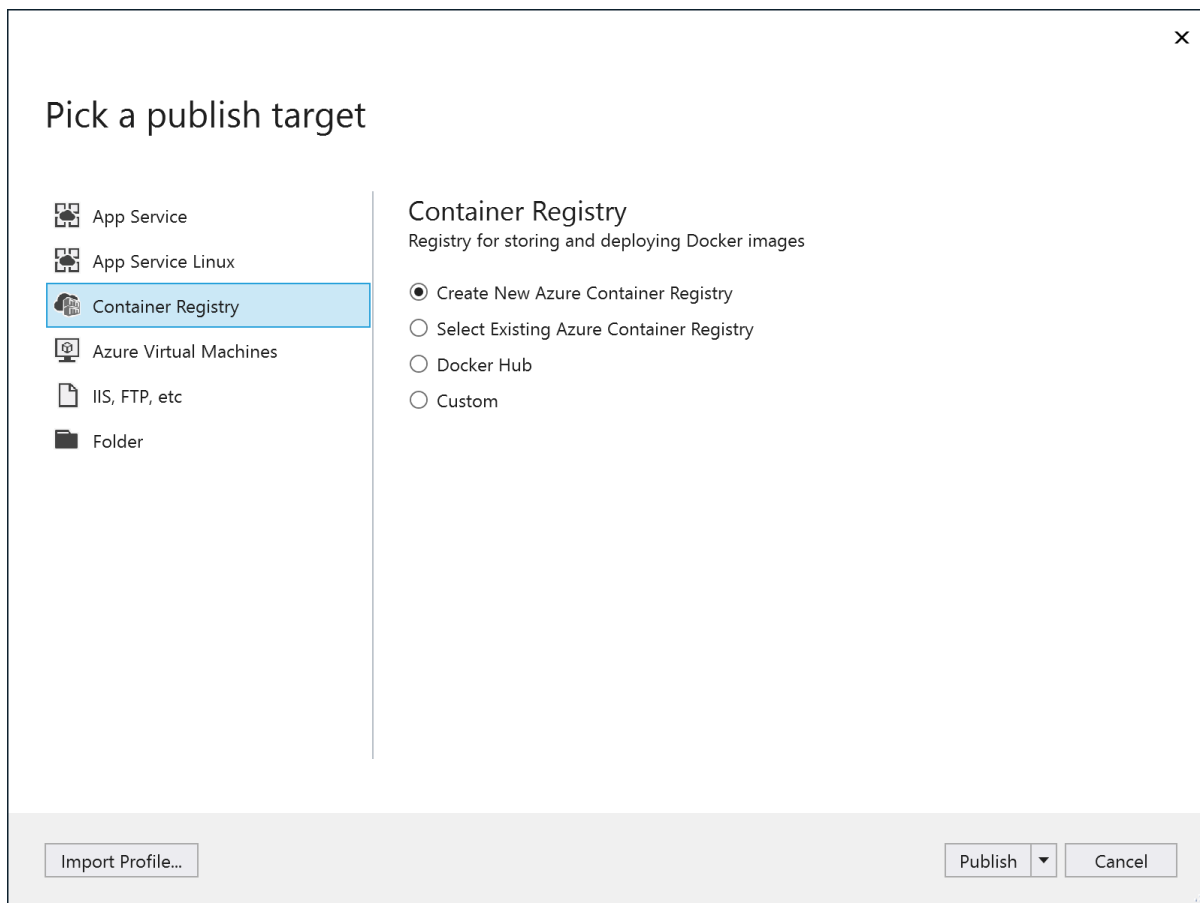 Pick a publish target
App Service
App Service Linux
Container Registry
Azure Virtual Machines
IIS, FTP, etc
Folder
Container Registry
Registry for storing and deploying Docker images
Create New Azure Container Registry
Select Existing Azure Container Registry
Docker Hub
Custom
Import Profile...
Publish
Cancel